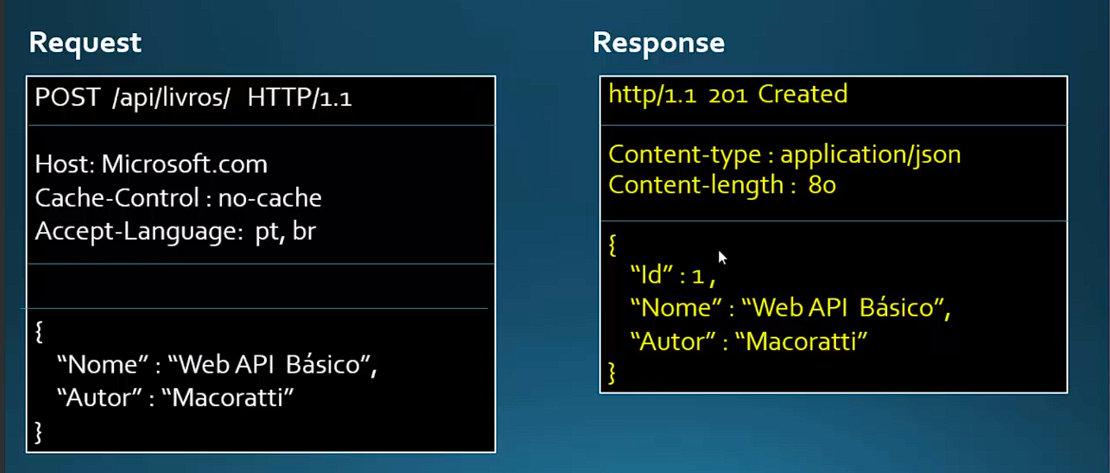 Request
POST /api/livros/ HTTP/1.1
Host: Microsoft.com
Cache-Control : no-cache
Accept-Language: pt, br
{
“Nome” : “Web API Básico”,
“Autor” : “Macoratti”
}
Response
http/1.1 201 Created
Content-type : application/json
Content-length : 80
{
“Id” : 1 ,
“Nome” : “Web API Básico”,
“Autor” : “Macoratti”
}